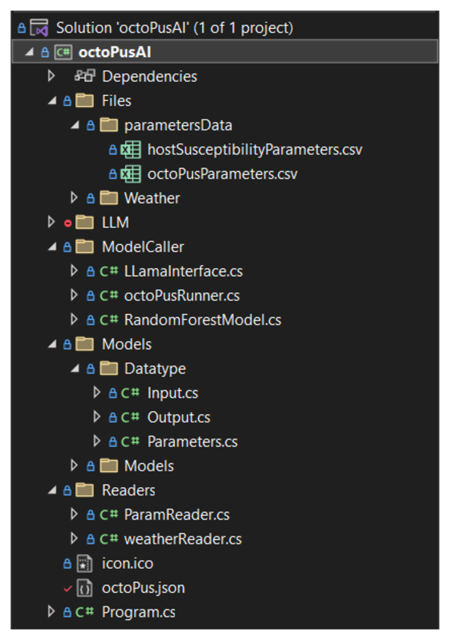 Solution 'octoPusAI' (1 of 1 project)
octoPusAI
Dependencies
Files
parametersData
hostSusceptibilityParameters.csv
octoPusParameters.csv
Weather
LLM
ModelCaller
C# LLamaInterface.cs
C# octoPusRunner.cs
C# RandomForestModel.cs
Models
Datatype
C# Input.cs
C# Output.cs
C# Parameters.cs
Models
Readers
C# ParamReader.cs
C# weatherReader.cs
icon.ico
octoPus.json
C# Program.cs